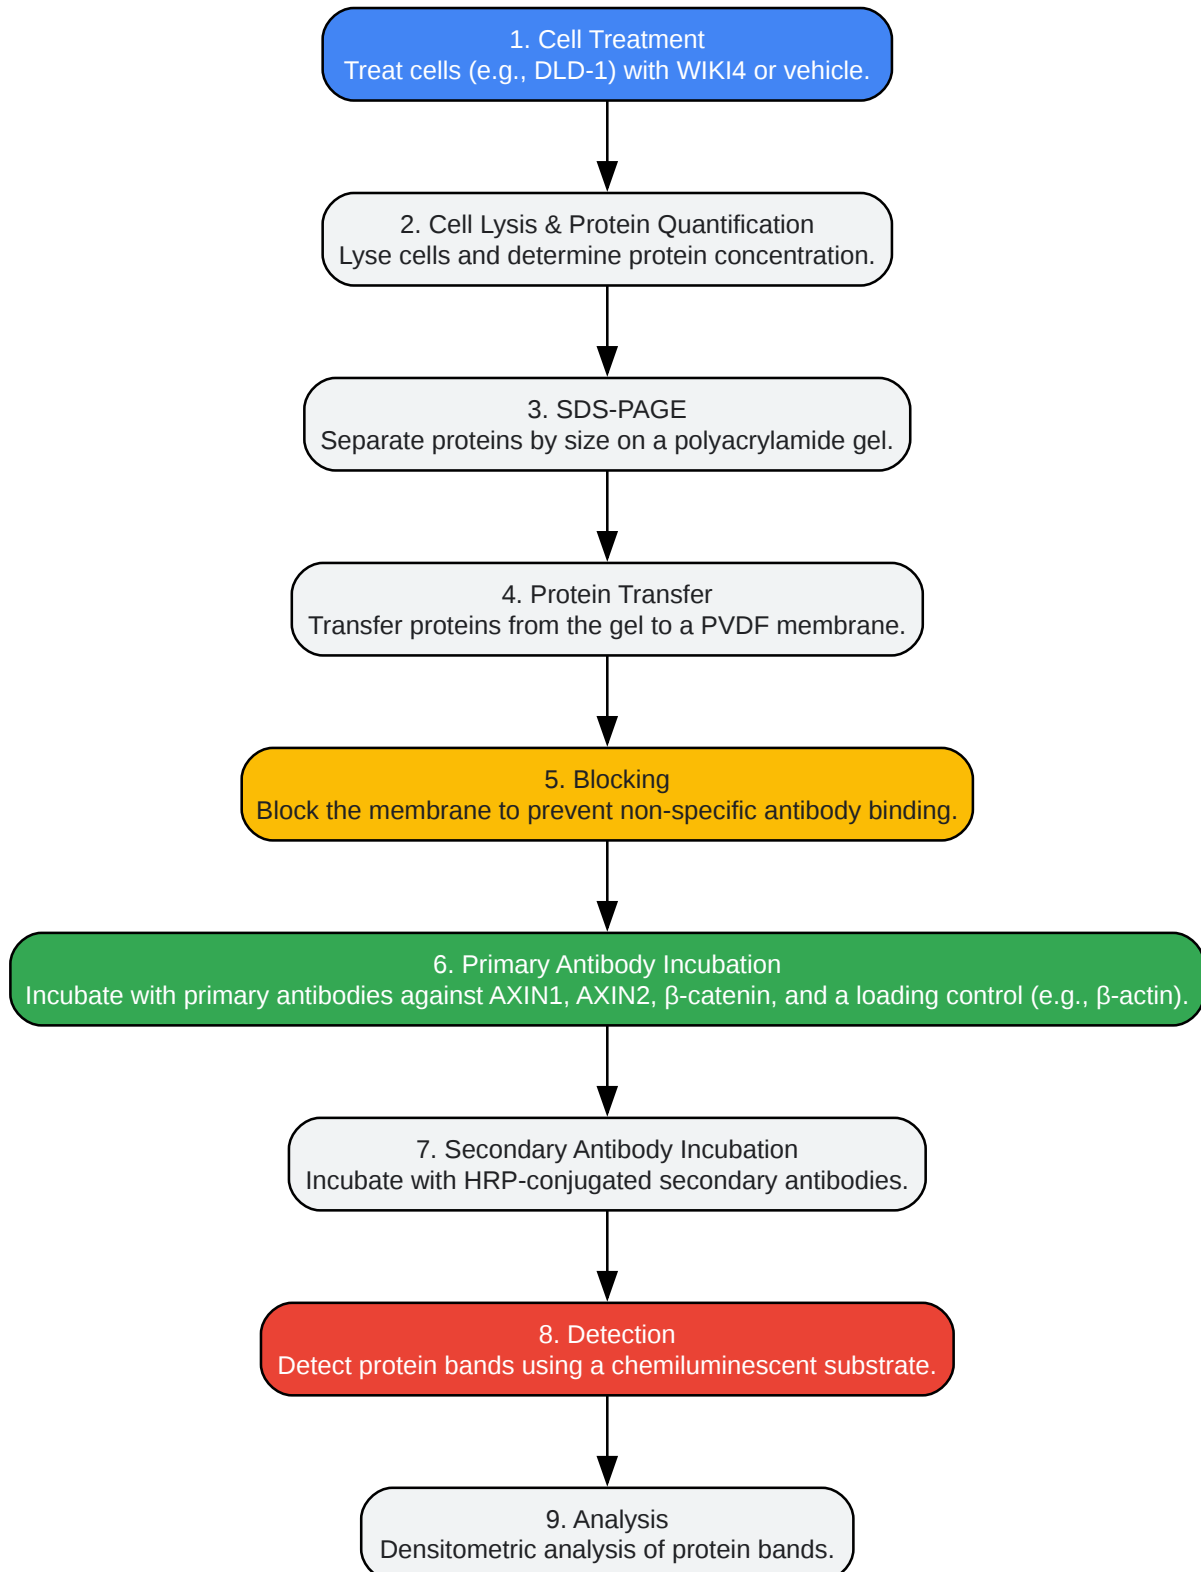 1. Cell Treatment
Treat cells (e.g., DLD-1) with WIKI4 or vehicle.
2. Cell Lysis & Protein Quantification
Lyse cells and determine protein concentration.
3. SDS-PAGE
Separate proteins by size on a polyacrylamide gel.
4. Protein Transfer
Transfer proteins from the gel to a PVDF membrane.
5. Blocking
Block the membrane to prevent non-specific antibody binding.
6. Primary Antibody Incubation
Incubate with primary antibodies against AXIN1, AXIN2, β-catenin, and a loading control (e.g., β-actin).
7. Secondary Antibody Incubation
Incubate with HRP-conjugated secondary antibodies.
8. Detection
Detect protein bands using a chemiluminescent substrate.
9. Analysis
Densitometric analysis of protein bands.